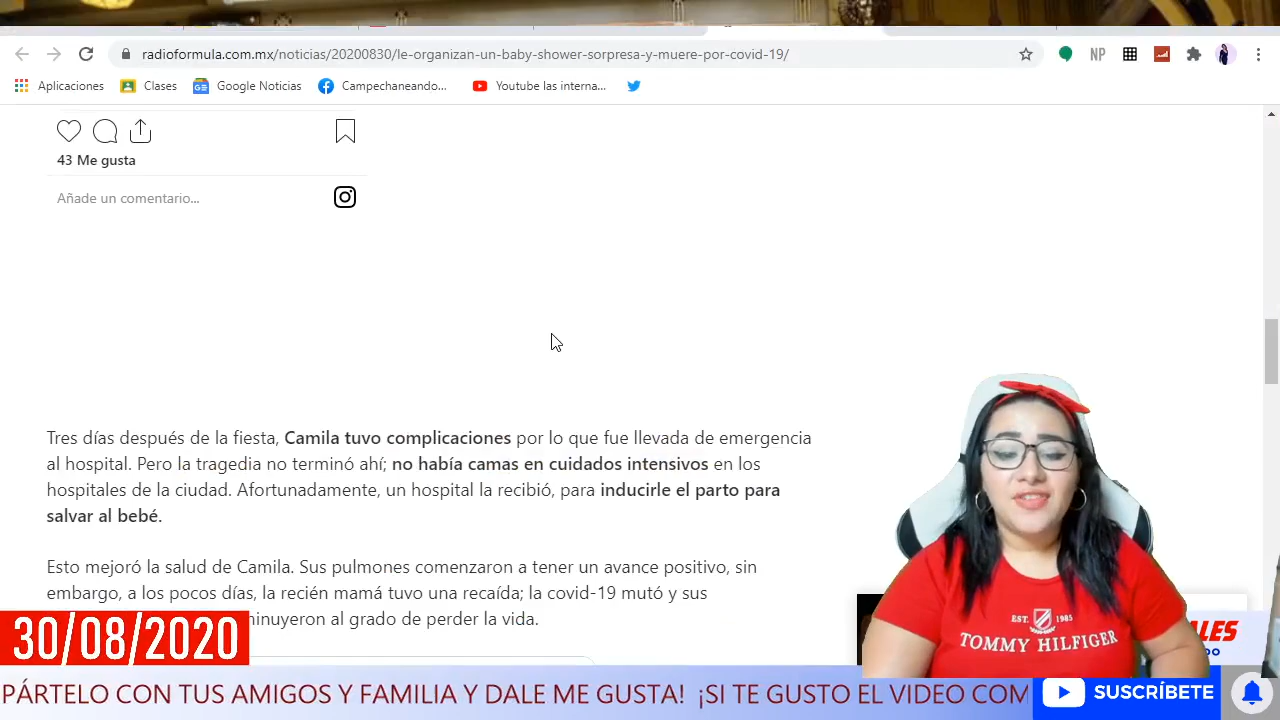 radioformula.com.mx/noticias/20200830/le-organizan-un-baby-shower-sorpresa-y-muere-por-covid-19/
NP
Aplicaciones Clases Google Noticias Campechaneando... Youtube las interna...
43 Me gusta
Añade un comentario...
Tres días después de la fiesta, Camila tuvo complicaciones por lo que fue llevada de emergencia
al hospital. Pero la tragedia no terminó ahí; no había camas en cuidados intensivos en los
hospitales de la ciudad. Afortunadamente, un hospital la recibió, para inducirle el parto para
salvar al bebé.
Esto mejoró la salud de Camila. Sus pulmones comenzaron a tener un avance positivo, sin
embargo, a los pocos días, la recién mamá tuvo una recaída; la covid-19 mutó y sus
minuyeron al grado de perder la vida.
30/08/2020
EST. 1985
TOMMY HILFIGER
ALES
DO
PÁRTELO CON TUS AMIGOS Y FAMILIA Y DALE ME GUSTA! ¡SI TE GUSTO EL VIDEO COM
SUSCRÍBETE